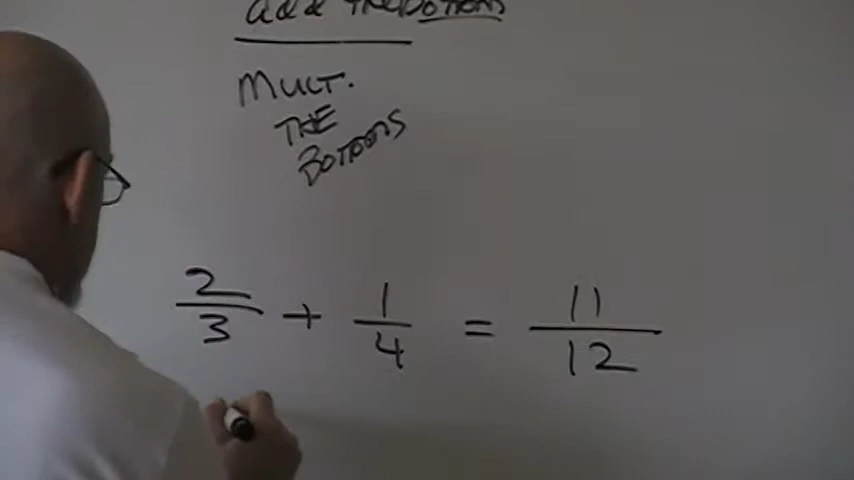 add the Bottoms
MULT.
THE
BOTTOMS
2/3 + 1/4 = 11/12